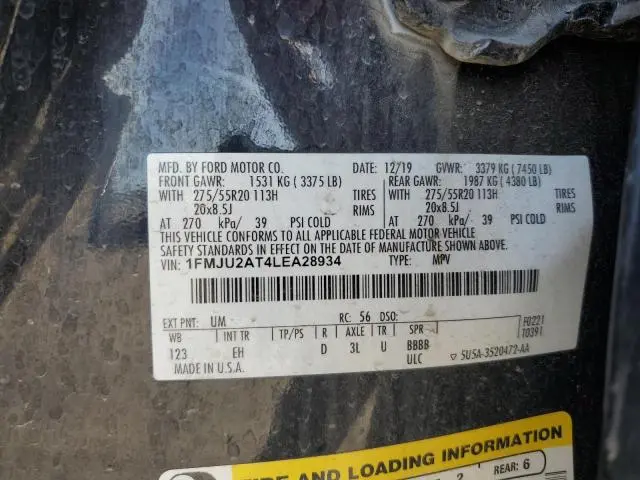 MFD. BY FORD MOTOR CO. 12/19 GVWR: 3379 KG ( 7450 LB)
FRONT GAWR: 1531 KG ( 3375 LB) REAR GAWR: 1987 KG ( 4380 LB)
WITH 275/55R20 113H TIRES WITH 275/55R20 113H TIRES
20x8.5J RIMS 20x8.5J RIMS
AT 270 kPa/ 39 PSI COLD AT 270 kPa/ 39 PSI COLD
THIS VEHICLE CONFORMS TO ALL APPLICABLE FEDERAL MOTOR VEHICLE
SAFETY STANDARDS IN EFFECT ON THE DATE OF MANUFACTURE SHOWN ABOVE.
VIN: 1FMJU2AT4LEA28934 TYPE: MPV
EXT PNT: UM RC: 56 DSO: F0221
T0391
WB INT TR TP/PS R AXLE TR SPR
123 EH D 3L U BBBB
ULC ▽ 5U5A-3520472-AA
MADE IN U.S.A.
AND LOADING INFORMATION
2 REAR: 6